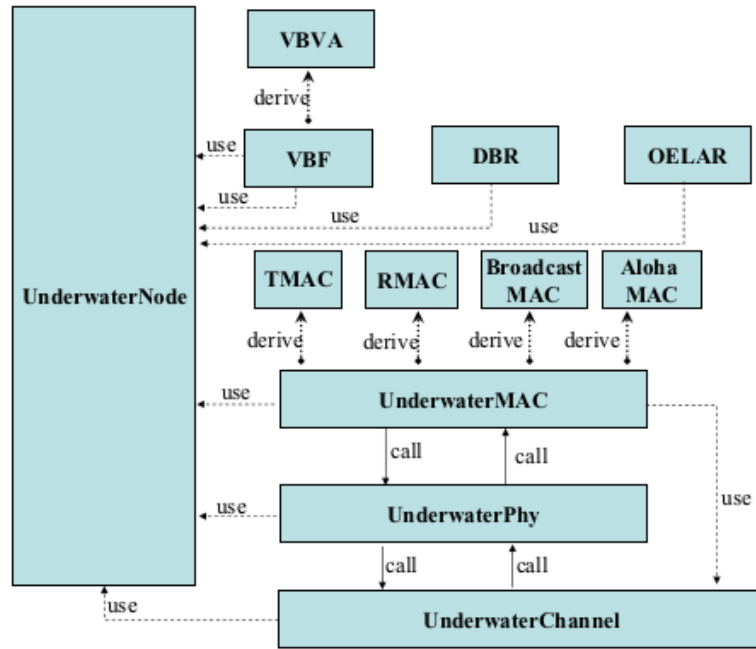 VBVA
derive
use
VBF
DBR
OELAR
use
use
use
UnderwaterNode
TMAC
RMAC
Broadcast
MAC
Aloha
MAC
derive
derive
derive
derive
use
UnderwaterMAC
call
call
use
use
UnderwaterPhy
call
call
use
UnderwaterChannel